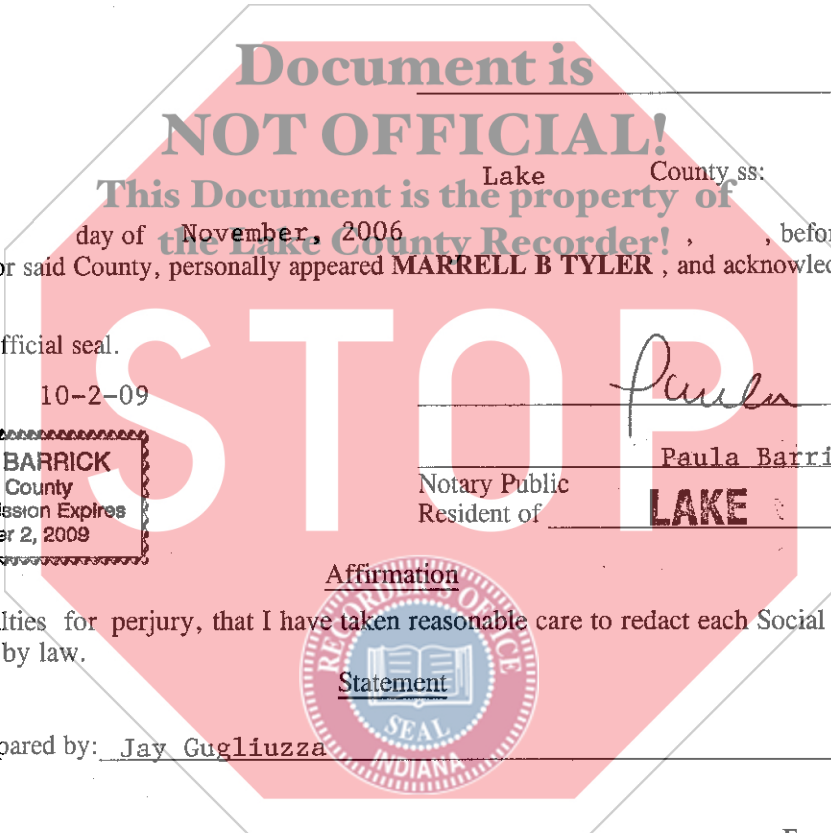 Document is
NOT OFFICIAL!
This Document is the property of
the Lake County Recorder!
Lake County ss:
day of November, 2006 , , befor
or said County, personally appeared MARRELL B TYLER , and acknowled
STOP
fficial seal.
10-2-09
Paula
BARRICK
County
ission Expires
er 2, 2009
Paula Barri
Notary Public
Resident of LAKE
Affirmation
lties for perjury, that I have taken reasonable care to redact each Social
by law.
Statement
RECORDER'S OFFICE
SEAL
INDIANA
pared by: Jay Gugliuzza